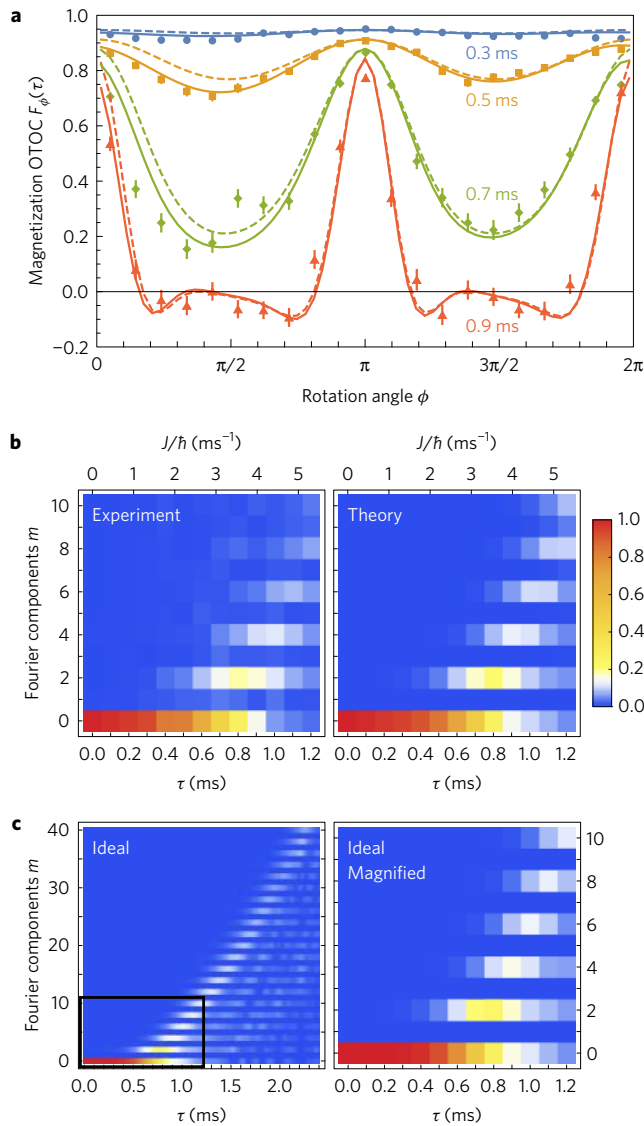 a
Magnetization OTOC Fϕ(τ)
1.0
0.8
0.6
0.4
0.2
0.0
−0.2
0.3 ms
0.5 ms
0.7 ms
0.9 ms
0 π/2 π 3π/2 2π
Rotation angle ϕ
b
J/ħ (ms⁻¹) J/ħ (ms⁻¹)
0 1 2 3 4 5 0 1 2 3 4 5
Fourier components m
10
8
6
4
2
0
Experiment Theory
1.0
0.8
0.6
0.4
0.2
0.0
0.0 0.2 0.4 0.6 0.8 1.0 1.2 0.0 0.2 0.4 0.6 0.8 1.0 1.2
τ (ms) τ (ms)
c
Fourier components m
40
30
20
10
0
Ideal
Ideal
Magnified
10
8
6
4
2
0
0.0 1.0 2.0 0.0 0.2 0.4 0.6 0.8 1.0 1.2
τ (ms) τ (ms)